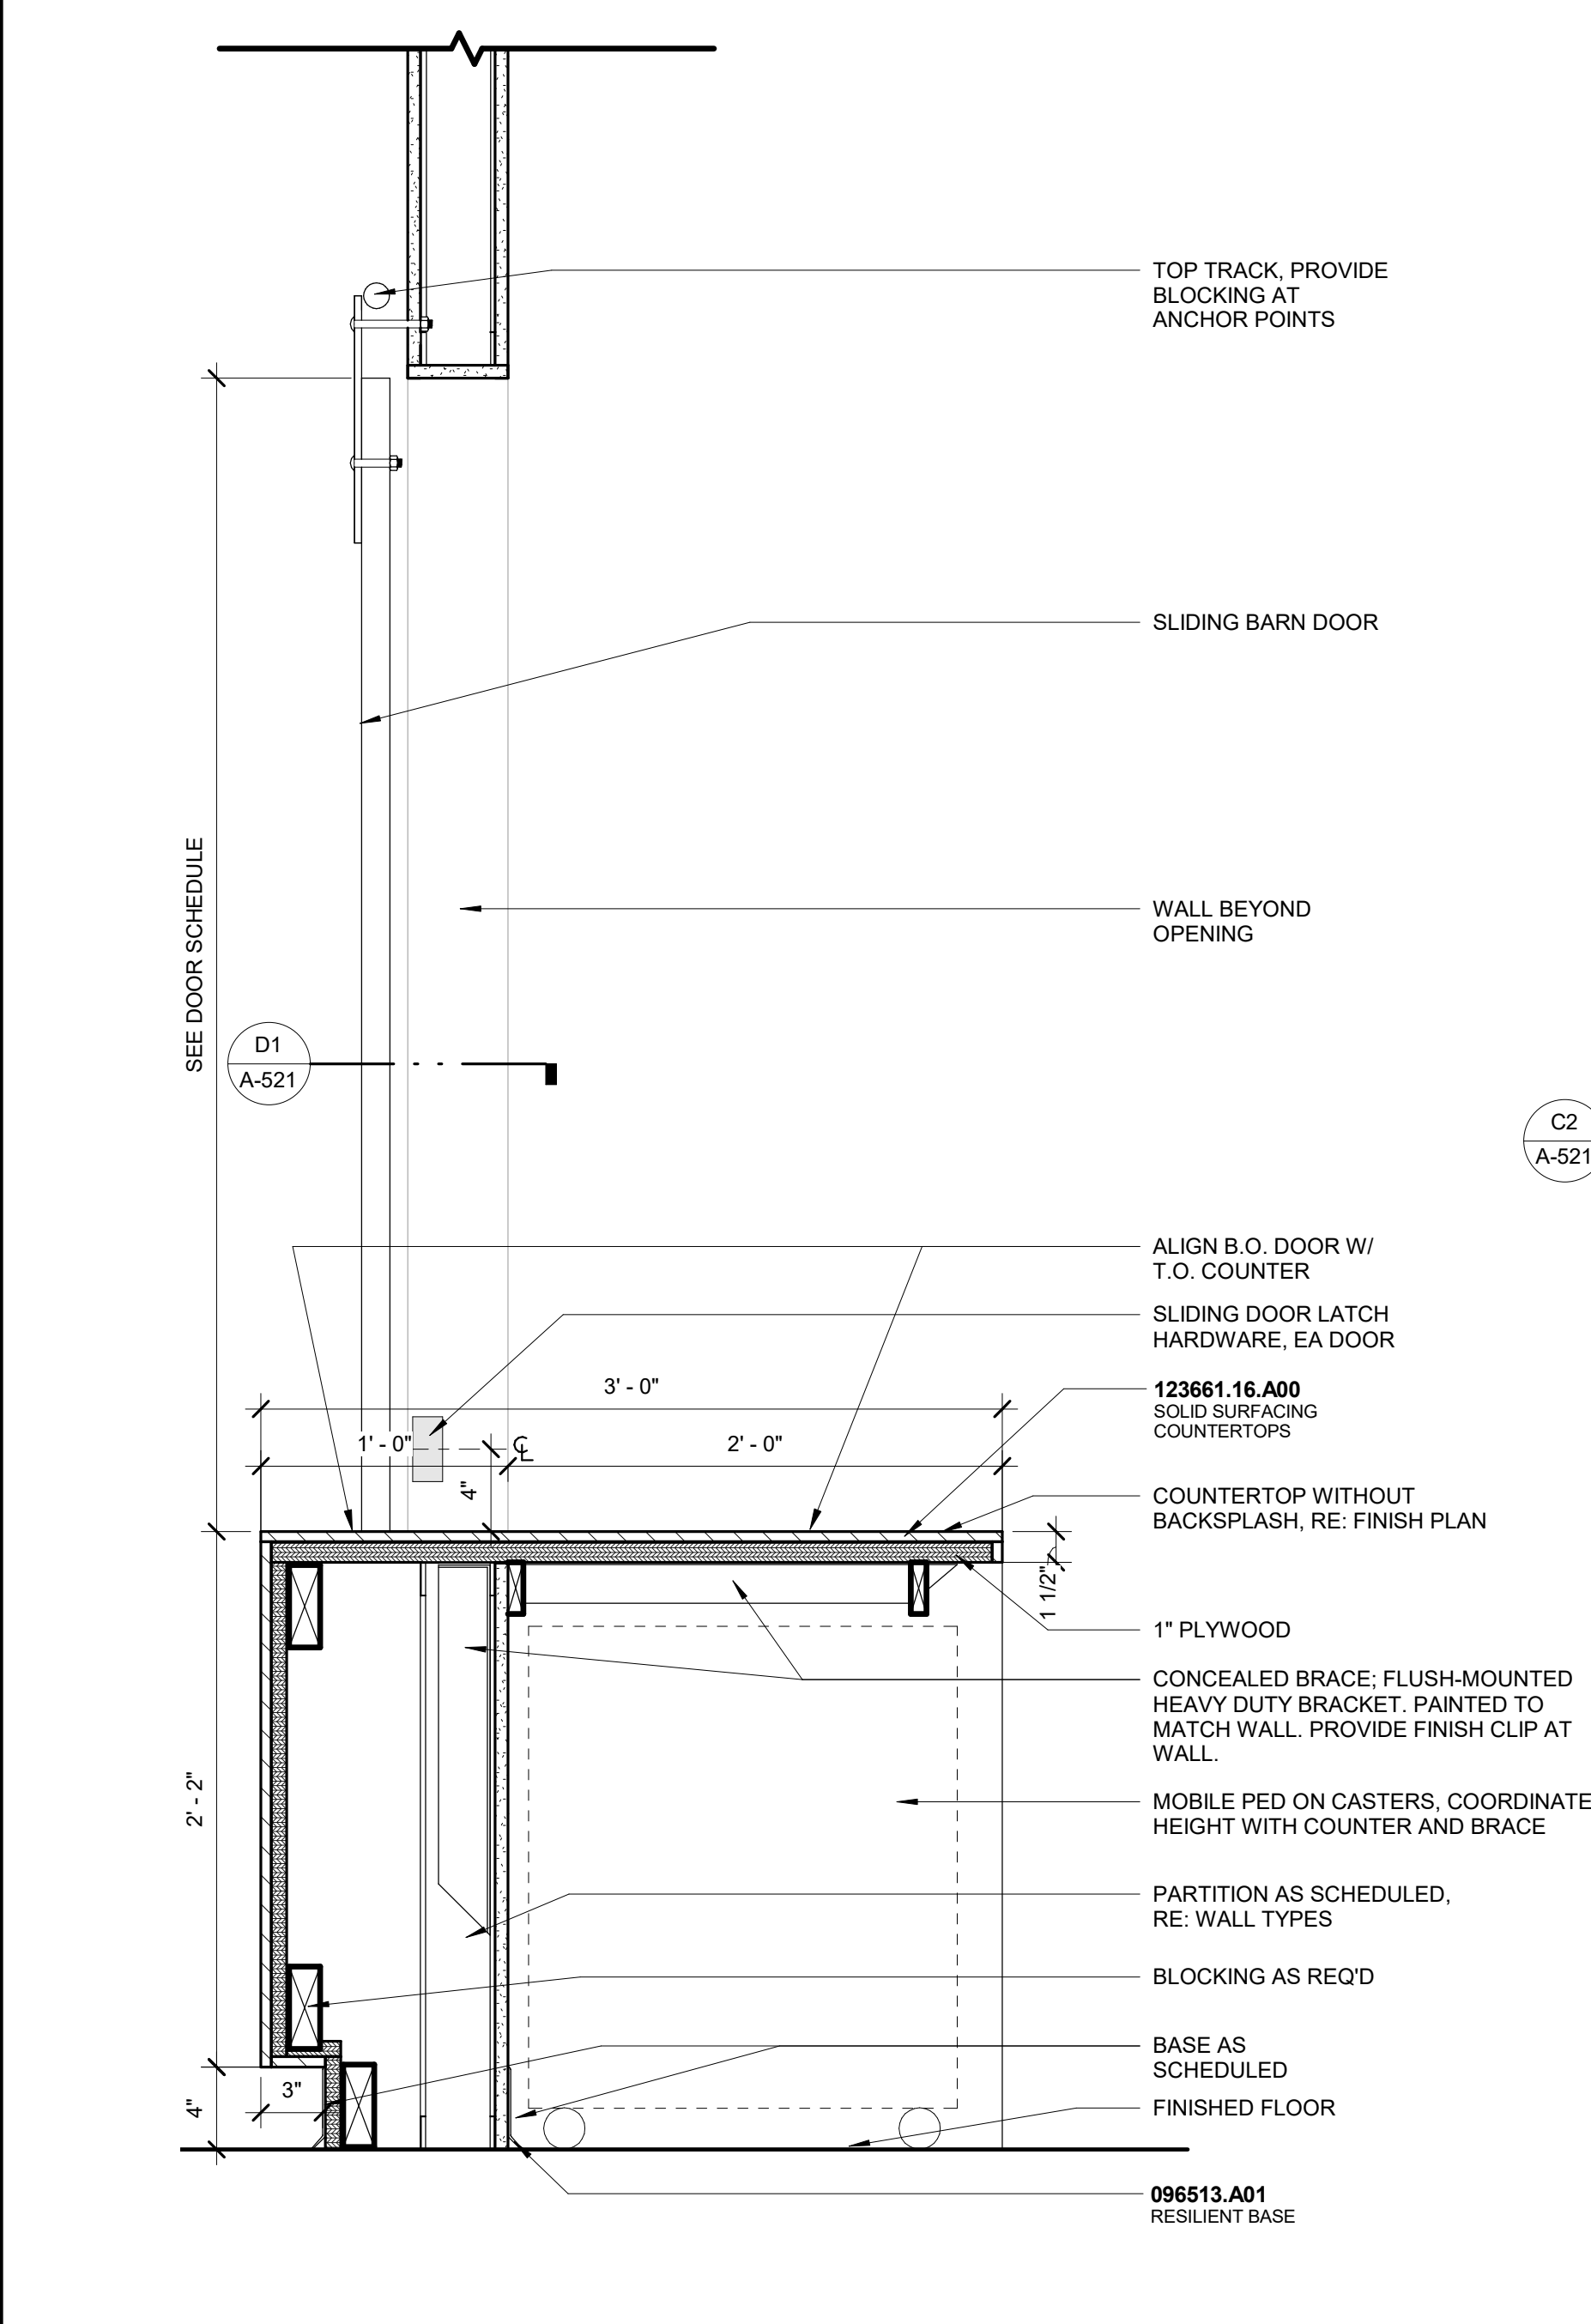 TOP TRACK, PROVIDE
BLOCKING AT
ANCHOR POINTS
SLIDING BARN DOOR
SEE DOOR SCHEDULE
WALL BEYOND
OPENING
D1
A-521
C2
A-521
ALIGN B.O. DOOR W/
T.O. COUNTER
SLIDING DOOR LATCH
HARDWARE, EA DOOR
3' - 0"
123661.16.A00
SOLID SURFACING
COUNTERTOPS
1' - 0"
℄
2' - 0"
4"
COUNTERTOP WITHOUT
BACKSPLASH, RE: FINISH PLAN
1 1/2"
1" PLYWOOD
CONCEALED BRACE; FLUSH-MOUNTED
HEAVY DUTY BRACKET. PAINTED TO
MATCH WALL. PROVIDE FINISH CLIP AT
WALL.
2' - 2"
MOBILE PED ON CASTERS, COORDINATE
HEIGHT WITH COUNTER AND BRACE
PARTITION AS SCHEDULED,
RE: WALL TYPES
BLOCKING AS REQ'D
BASE AS
SCHEDULED
3"
4"
FINISHED FLOOR
096513.A01
RESILIENT BASE